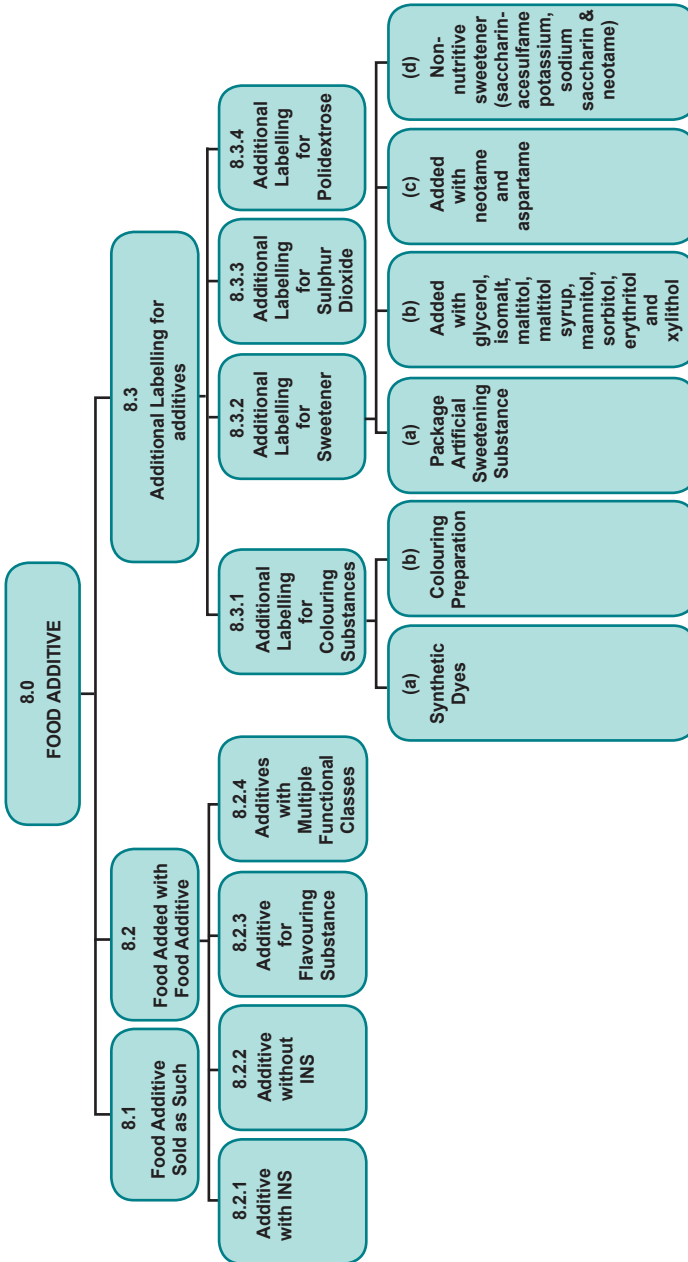 8.0
FOOD ADDITIVE
8.1
Food Additive
Sold as Such
8.2
Food Added with
Food Additive
8.3
Additional Labelling for
additives
8.2.1
Additive
with INS
8.2.2
Additive
without
INS
8.2.3
Additive
for
Flavouring
Substance
8.2.4
Additives
with
Multiple
Functional
Classes
8.3.1
Additional
Labelling
for
Colouring
Substances
8.3.2
Additional
Labelling
for
Sweetener
8.3.3
Additional
Labelling
for
Sulphur
Dioxide
8.3.4
Additional
Labelling
for
Polidextrose
(a)
Synthetic
Dyes
(b)
Colouring
Preparation
(a)
Package
Artificial
Sweetening
Substance
(b)
Added
with
glycerol,
isomalt,
maltitol,
maltitol
syrup,
mannitol,
sorbitol,
erythritol
and
xylithol
(c)
Added
with
neotame
and
aspartame
(d)
Non-
nutritive
sweetener
(saccharin-
acesulfame
potassium,
sodium
saccharin &
neotame)